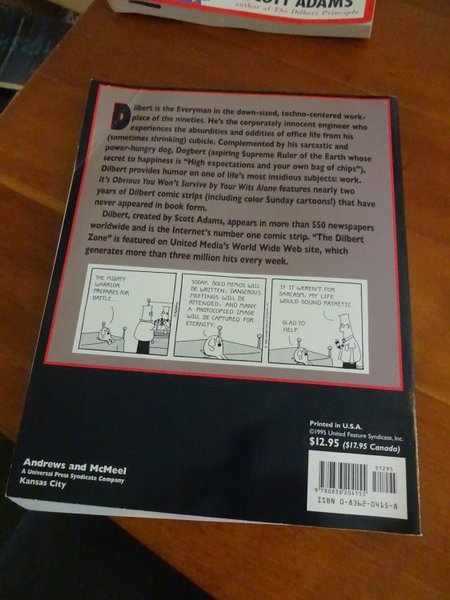 SCOTT ADAMS
author of The Dilbert Principle
Dilbert is the Everyman in the down-sized, techno-centered work-
place of the nineties. He's the corporately innocent engineer who
experiences the absurdities and oddities of office life from his
(sometimes shrinking) cubicle. Complemented by his sarcastic and
power-hungry dog, Dogbert (aspiring Supreme Ruler of the Earth whose
secret to happiness is "High expectations and your own bag of chips"),
Dilbert provides humor on one of life's most insidious subjects: work.
It's Obvious You Won't Survive by Your Wits Alone features nearly two
years of Dilbert comic strips (including color Sunday cartoons!) that have
never appeared in book form.
Dilbert, created by Scott Adams, appears in more than 550 newspapers
worldwide and is the Internet's number one comic strip. "The Dilbert
Zone" is featured on United Media's World Wide Web site, which
generates more than three million hits every week.
THE MIGHTY
WARRIOR
PREPARES FOR
BATTLE...
TODAY, BOLD MEMOS WILL
BE WRITTEN, DANGEROUS
MEETINGS WILL BE
ATTENDED, AND MANY
A PHOTOCOPIED IMAGE
WILL BE CAPTURED FOR
ETERNITY.
IF IT WEREN'T FOR
SARCASM, MY LIFE
WOULD SOUND PATHETIC.
GLAD TO
HELP.
Printed in U.S.A.
©1995 United Feature Syndicate, Inc.
$12.95 ($17.95 Canada)
Andrews and McMeel
A Universal Press Syndicate Company
Kansas City
51295
9 780836 204155
ISBN 0-8362-0415-8